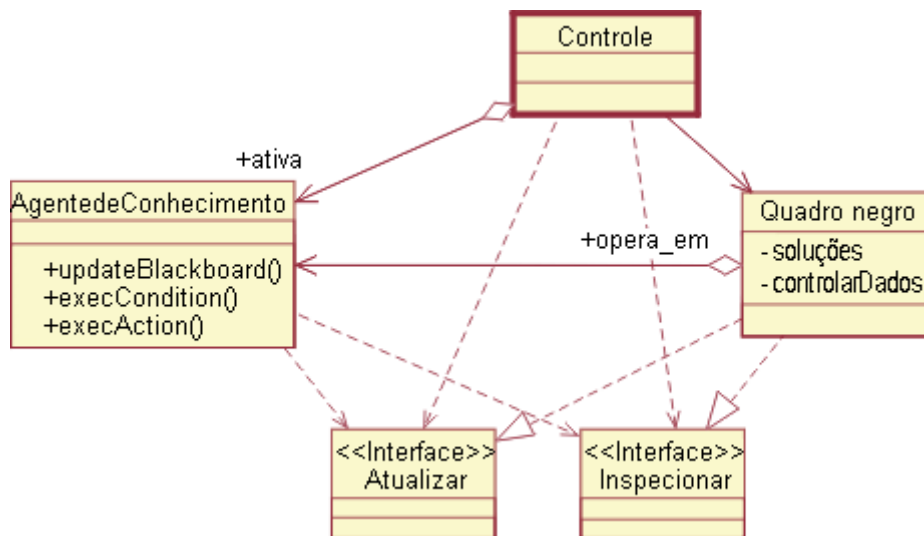 Controle
+ativa
AgentedeConhecimento
+updateBlackboard()
+execCondition()
+execAction()
+opera_em
Quadro negro
- soluções
- controlarDados
<<Interface>>
Atualizar
<<Interface>>
Inspecionar